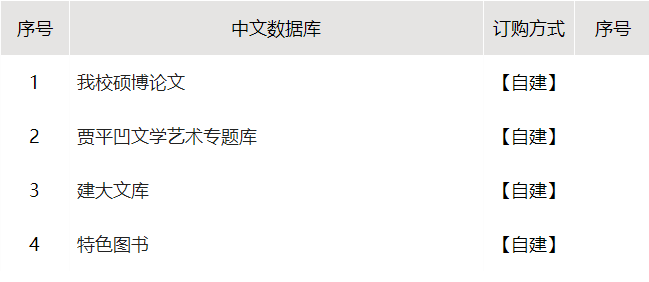 序号 中文数据库 订购方式 序号
1 我校硕博论文 【自建】
2 贾平凹文学艺术专题库 【自建】
3 建大文库 【自建】
4 特色图书 【自建】